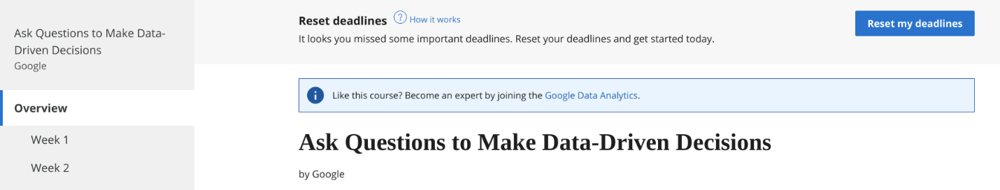 Ask Questions to Make Data-
Driven Decisions
Google
Overview
Week 1
Week 2
Reset deadlines ? How it works
It looks you missed some important deadlines. Reset your deadlines and get started today.
Reset my deadlines
i Like this course? Become an expert by joining the Google Data Analytics.
Ask Questions to Make Data-Driven Decisions
by Google